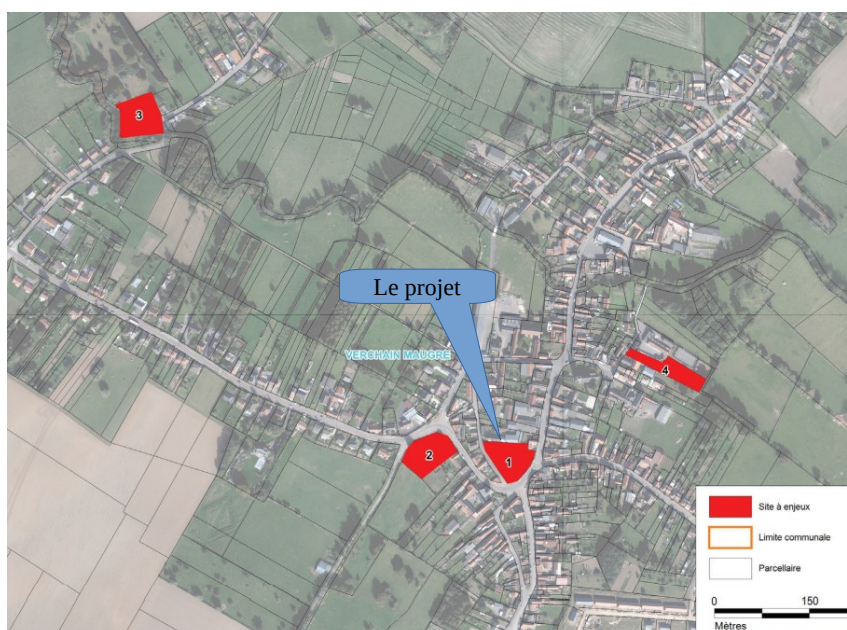 3
Le projet
VERCHAIN MAUGRE
4
2
1
Site à enjeux
Limite communale
Parcellaire
0 150
Mètres